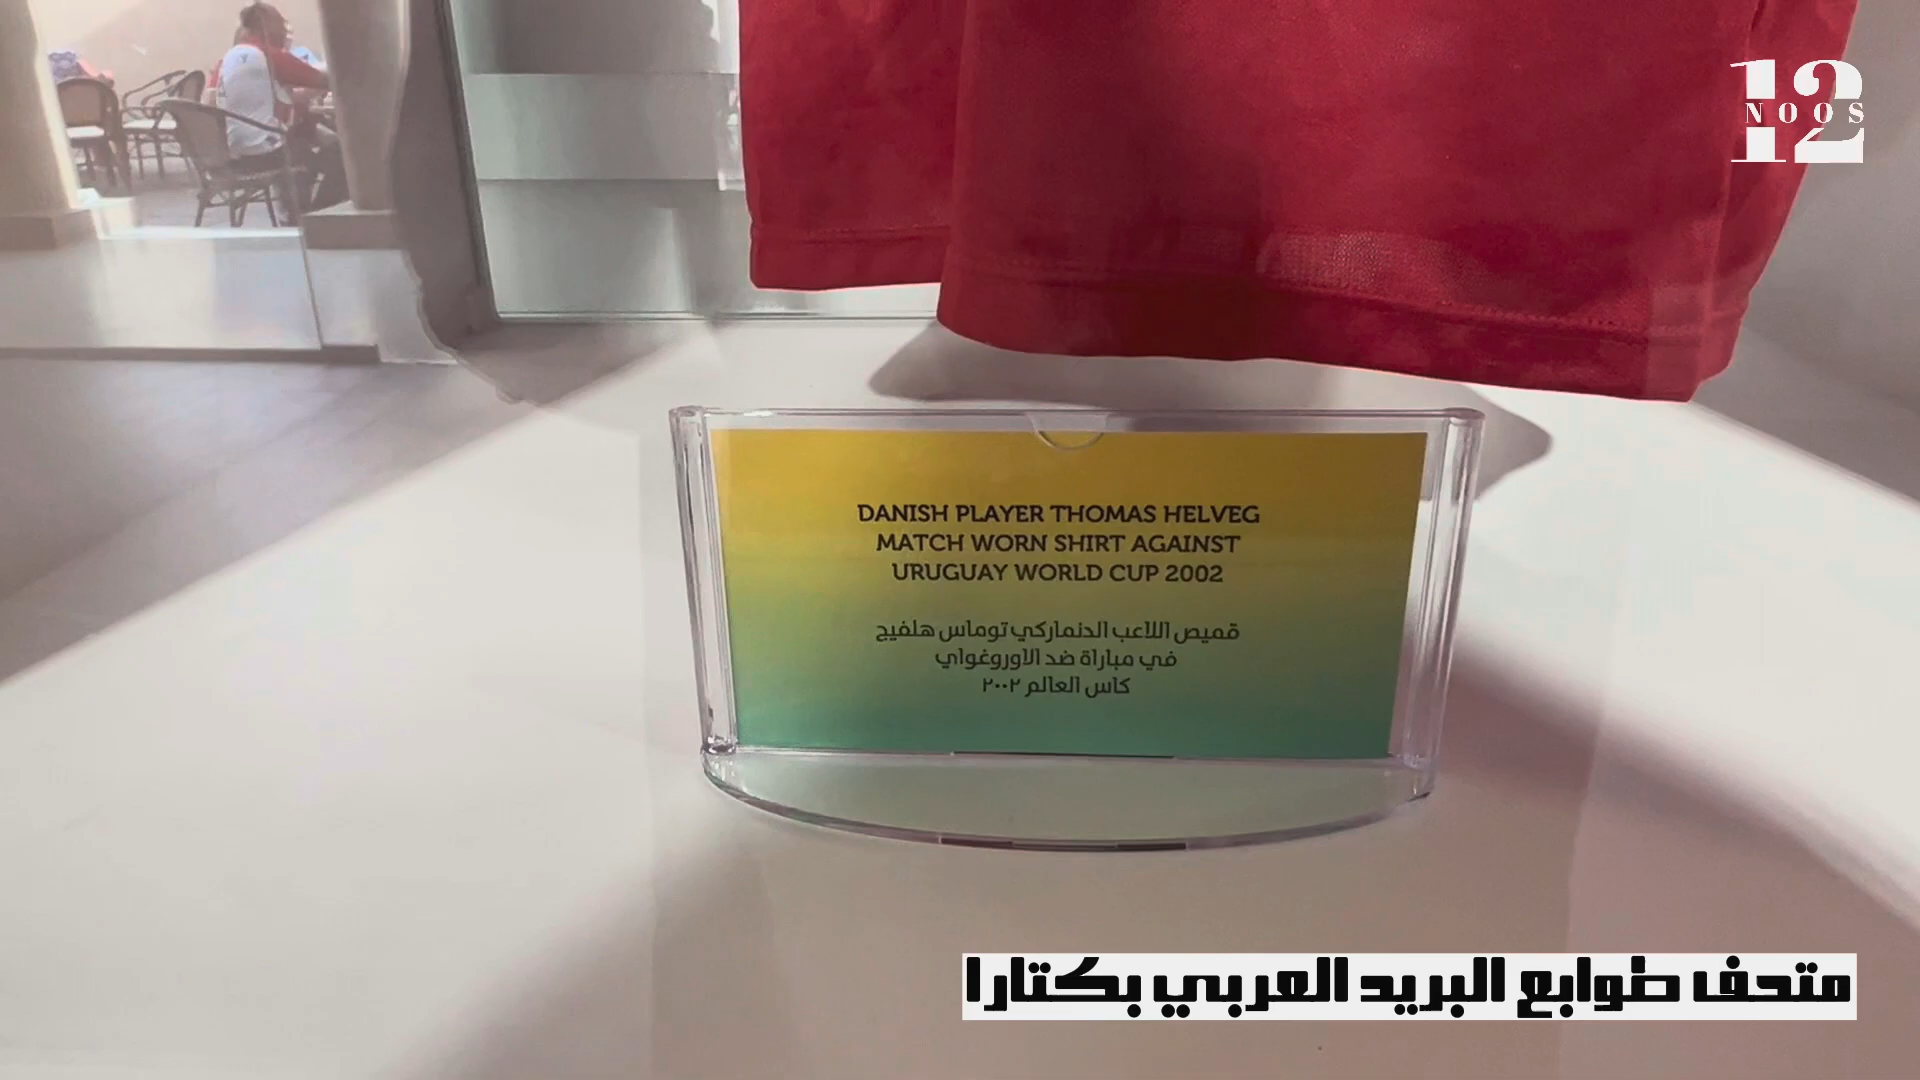 12
NOOS
DANISH PLAYER THOMAS HELVEG
MATCH WORN SHIRT AGAINST
URUGUAY WORLD CUP 2002
قميص اللاعب الدنماركي توماس هلفيج
في مباراة ضد الاوروغواي
كاس العالم ٢٠٠٢
متحف طوابع البريد العربي بكتارا